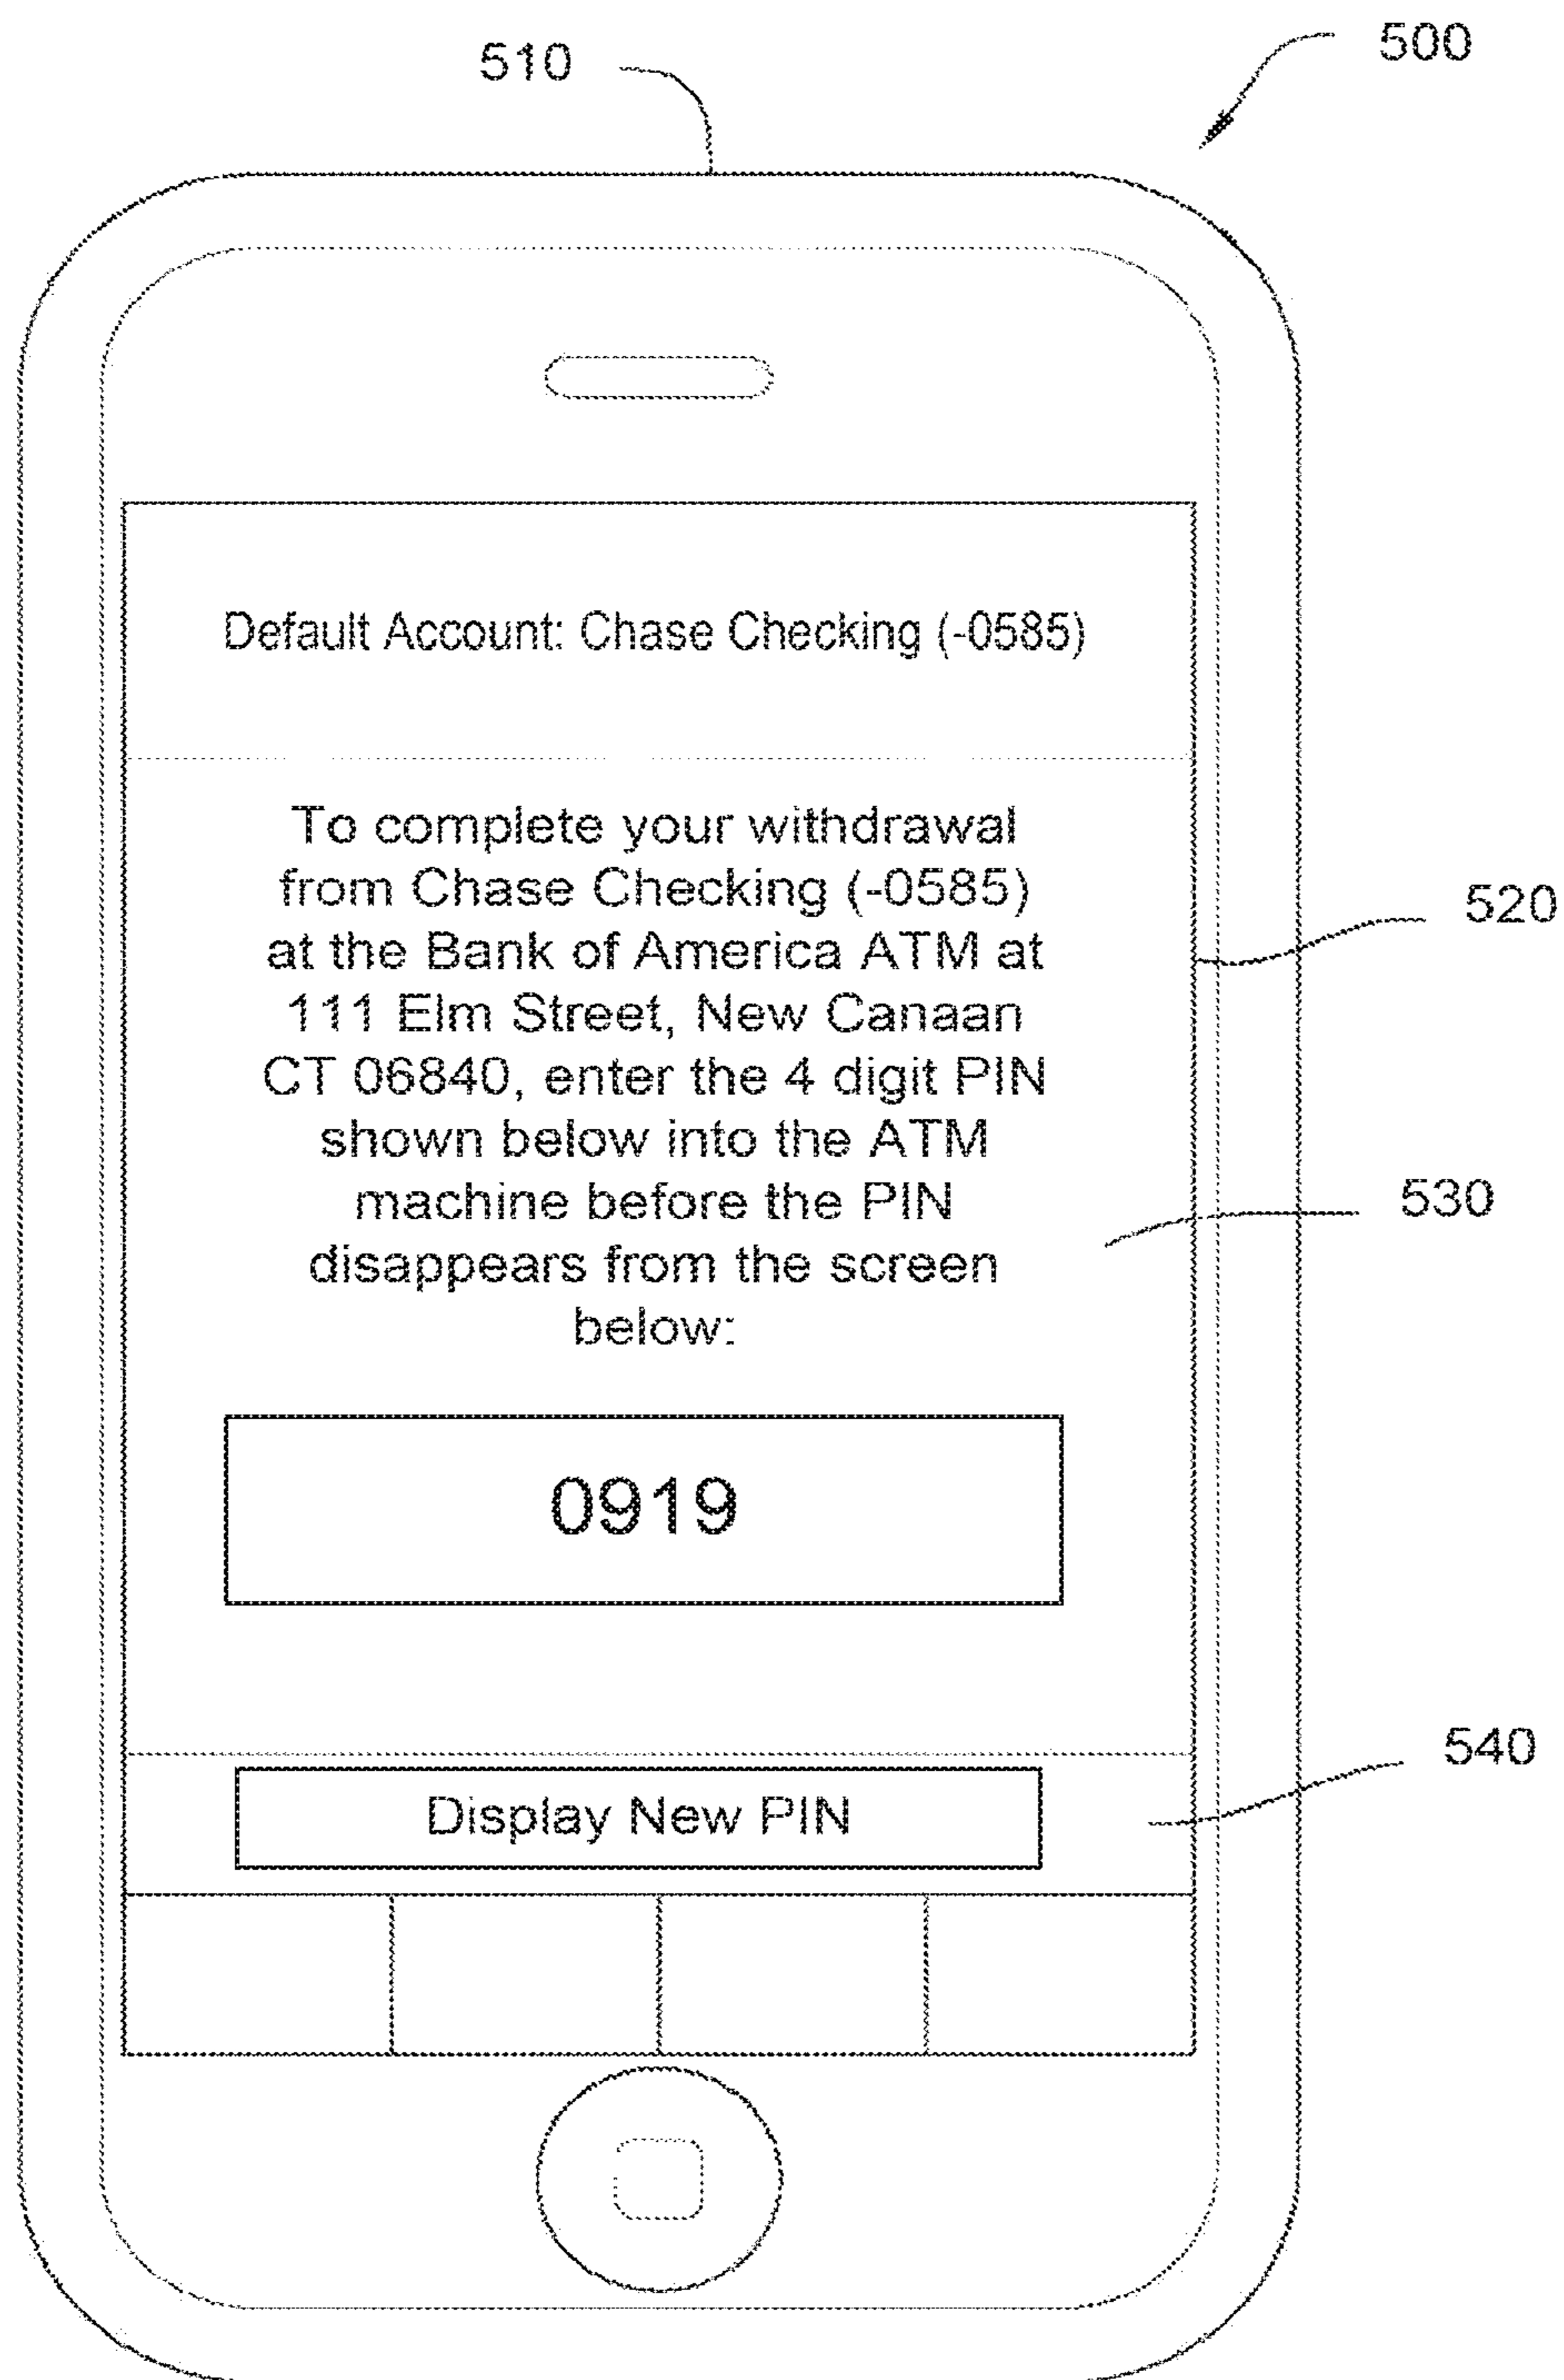 510
500
Default Account: Chase Checking (-0585)
To complete your withdrawal
from Chase Checking (-0585)
at the Bank of America ATM at
111 Elm Street, New Canaan
CT 06840, enter the 4 digit PIN
shown below into the ATM
machine before the PIN
disappears from the screen
below:
520
530
0919
540
Display New PIN